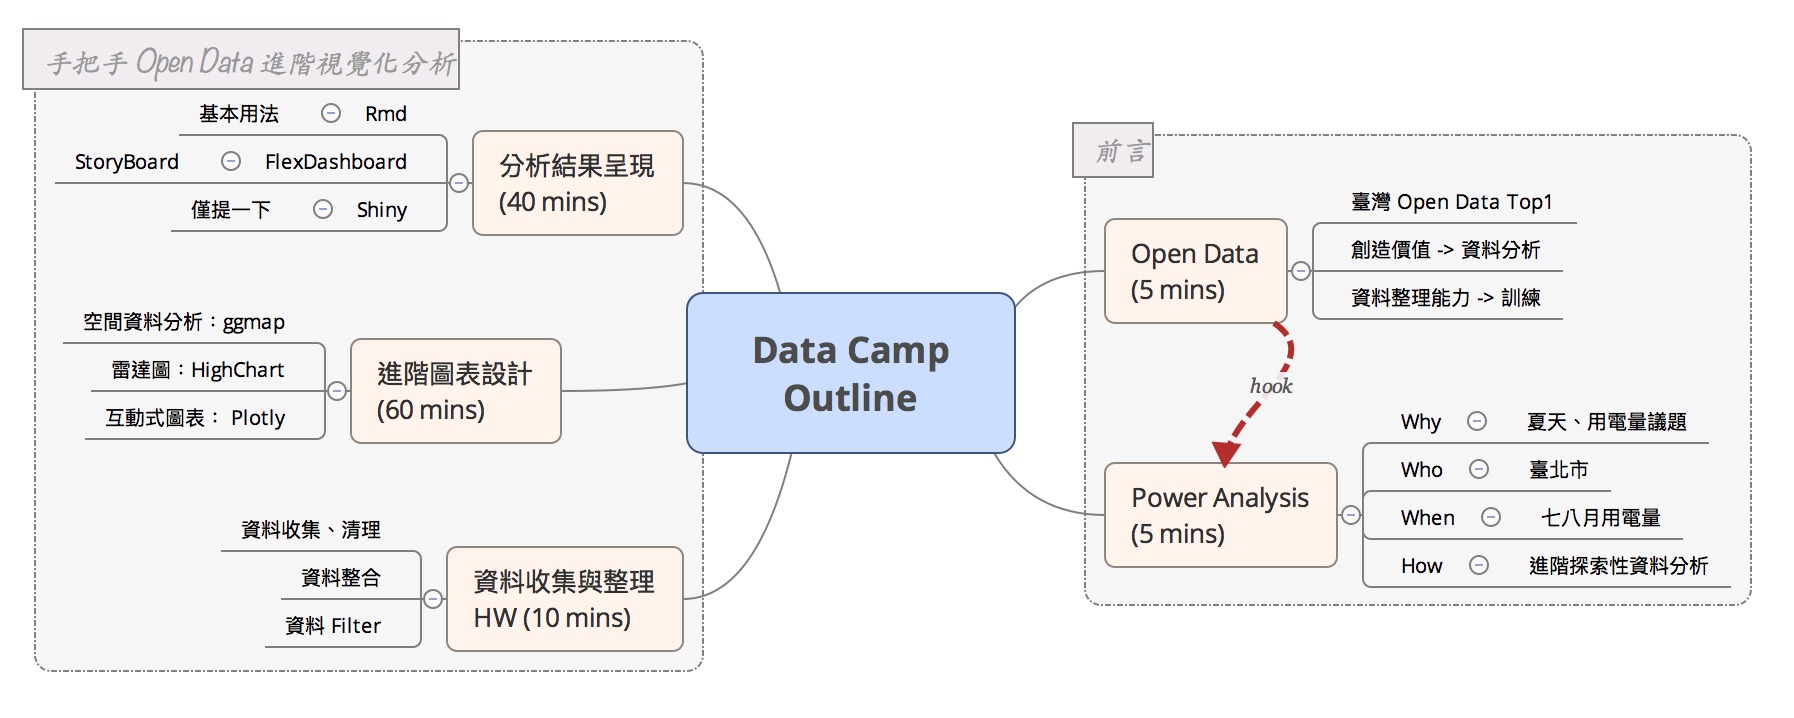 手把手 Open Data 進階視覺化分析
基本用法
Rmd
StoryBoard
FlexDashboard
僅提一下
Shiny
分析結果呈現
(40 mins)
空間資料分析：ggmap
雷達圖：HighChart
互動式圖表： Plotly
進階圖表設計
(60 mins)
資料收集、清理
資料整合
資料 Filter
資料收集與整理
HW (10 mins)
Data Camp
Outline
前言
Open Data
(5 mins)
臺灣 Open Data Top1
創造價值 -> 資料分析
資料整理能力 -> 訓練
hook
Power Analysis
(5 mins)
Why
夏天、用電量議題
Who
臺北市
When
七八月用電量
How
進階探索性資料分析